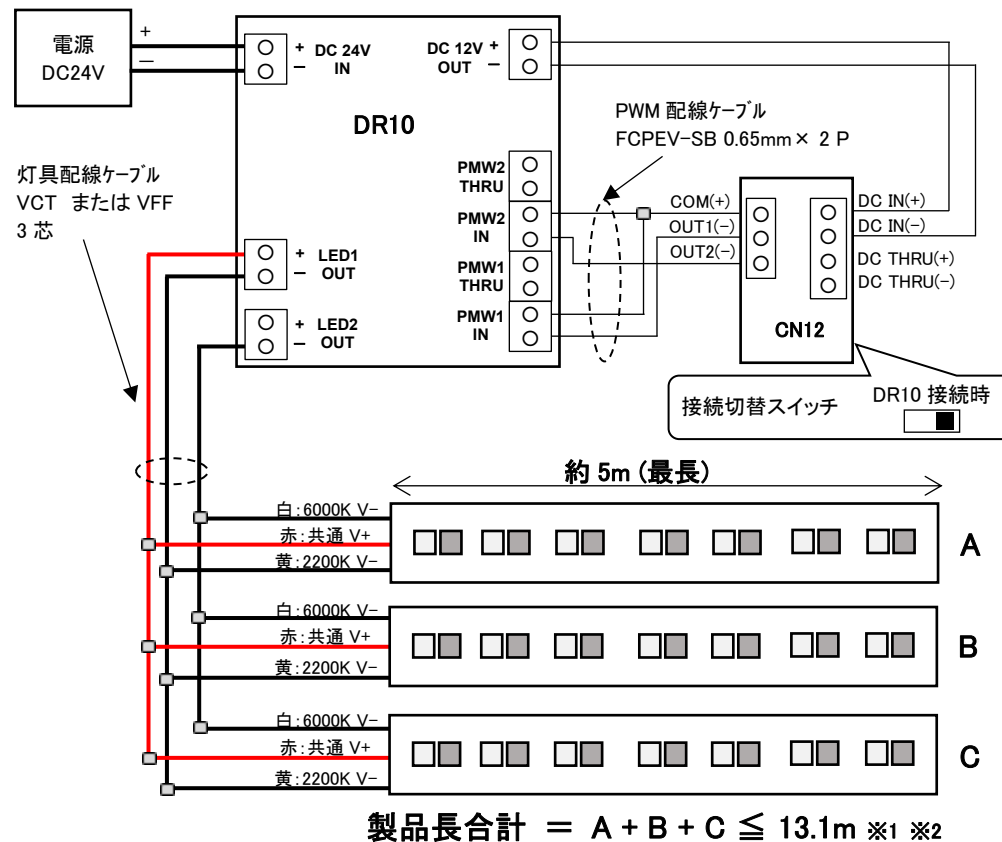 電源
DC24V
+
−
+ DC 24V
− IN
DC 12V +
OUT −
DR10
PWM 配線ケーブル
FCPEV-SB 0.65mm× 2 P
灯具配線ケーブル
VCT または VFF
3 芯
PMW2
THRU
PMW2
IN
PMW1
THRU
PMW1
IN
+ LED1
− OUT
+ LED2
− OUT
COM(+)
OUT1(-)
OUT2(-)
DC IN(+)
DC IN(-)
DC THRU(+)
DC THRU(-)
CN12
接続切替スイッチ
DR10 接続時
約 5m (最長)
白:6000K V-
赤:共通 V+
黄:2200K V-
A
白:6000K V-
赤:共通 V+
黄:2200K V-
B
白:6000K V-
赤:共通 V+
黄:2200K V-
C
製品長合計 = A + B + C ≦ 13.1m ※1 ※2